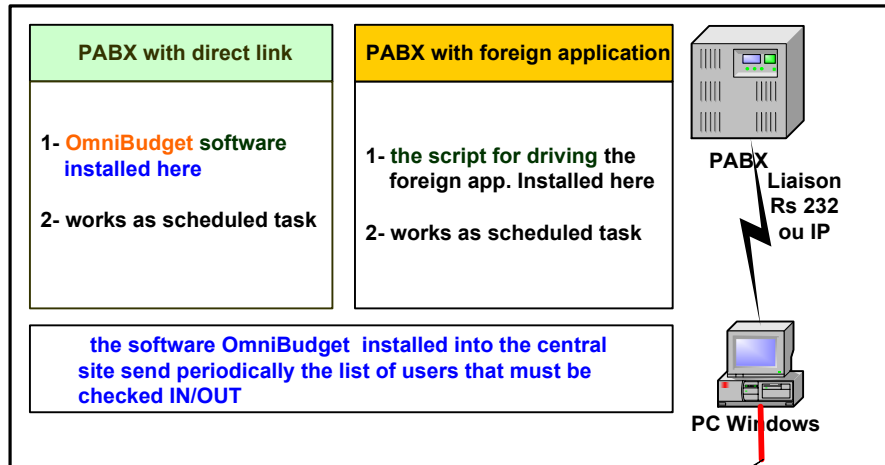 PABX with direct link
1- OmniBudget software
installed here
2- works as scheduled task
PABX with foreign application
1- the script for driving the
foreign app. Installed here
2- works as scheduled task
PABX
Liaison
Rs 232
ou IP
the software OmniBudget installed into the central
site send periodically the list of users that must be
checked IN/OUT
PC Windows